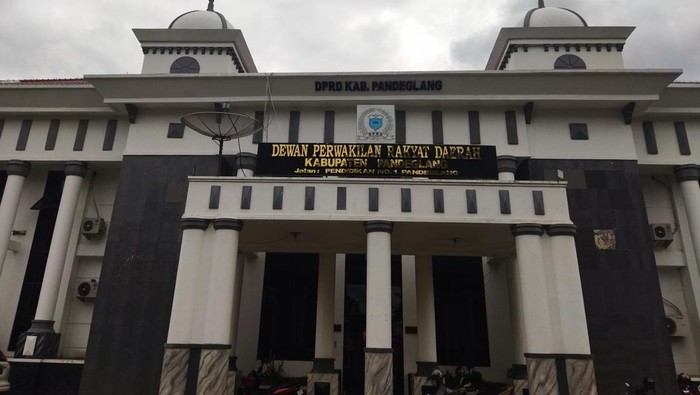 DPRD KAB. PANDEGLANG
DEWAN PERWAKILAN RAKYAT DAERAH
KABUPATEN PANDEGLANG
Jalan: PENDIDIKAN NO.1 PANDEGLANG